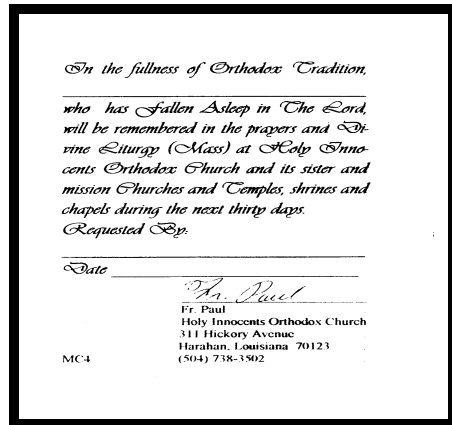 In the fullness of Orthodox Tradition,
who has Fallen Asleep in The Lord,
will be remembered in the prayers and Di-
vine Liturgy (Mass) at Holy Inno-
cents Orthodox Church and its sister and
mission Churches and Temples, shrines and
chapels during the next thirty days.
Requested By:
Date
Fr. Paul
Fr. Paul
Holy Innocents Orthodox Church
311 Hickory Avenue
Harahan, Louisiana 70123
MC4 (504) 738-3502